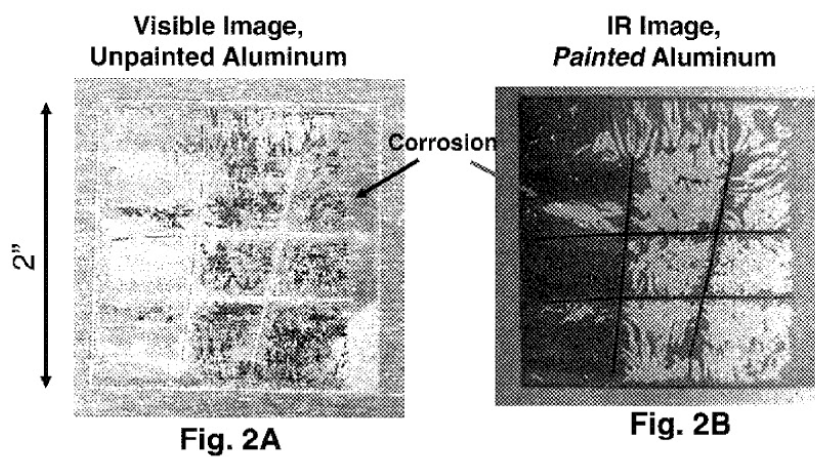 Visible Image,
Unpainted Aluminum
IR Image,
Painted Aluminum
Corrosion
2”
Fig. 2A
Fig. 2B